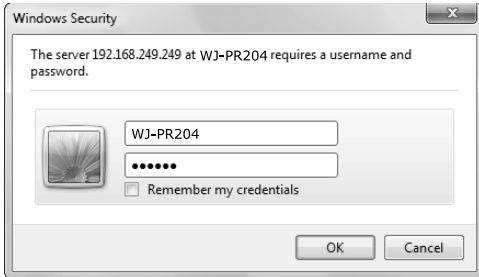 Windows Security
The server 192.168.249.249 at WJ-PR204 requires a username and
password.
WJ-PR204
••••••
Remember my credentials
OK
Cancel